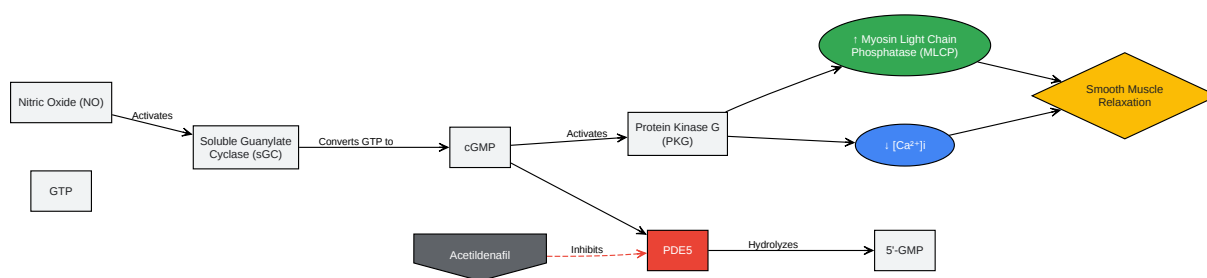 ↑ Myosin Light Chain
Phosphatase (MLCP)
Smooth Muscle
Relaxation
Nitric Oxide (NO)
Activates
Soluble Guanylate
Cyclase (sGC)
Converts GTP to
cGMP
Activates
Protein Kinase G
(PKG)
↓ [Ca²⁺]i
GTP
Acetildenafil
Inhibits
PDE5
Hydrolyzes
5'-GMP